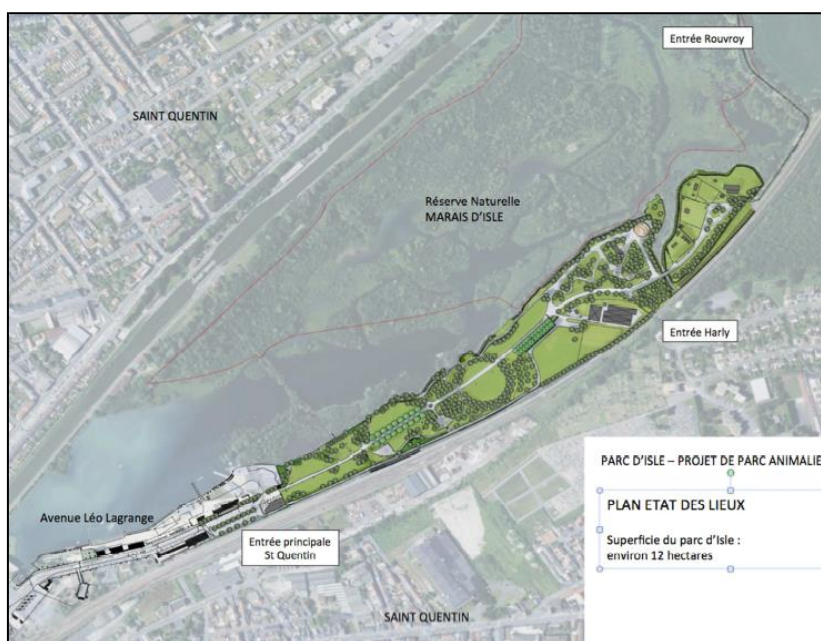 Entrée Rouvroy
SAINT QUENTIN
Réserve Naturelle
MARAIS D'ISLE
Entrée Harly
PARC D'ISLE – PROJET DE PARC ANIMALIE
PLAN ETAT DES LIEUX
Avenue Léo Lagrange
Superficie du parc d'Isle :
environ 12 hectares
Entrée principale
St Quentin
SAINT QUENTIN